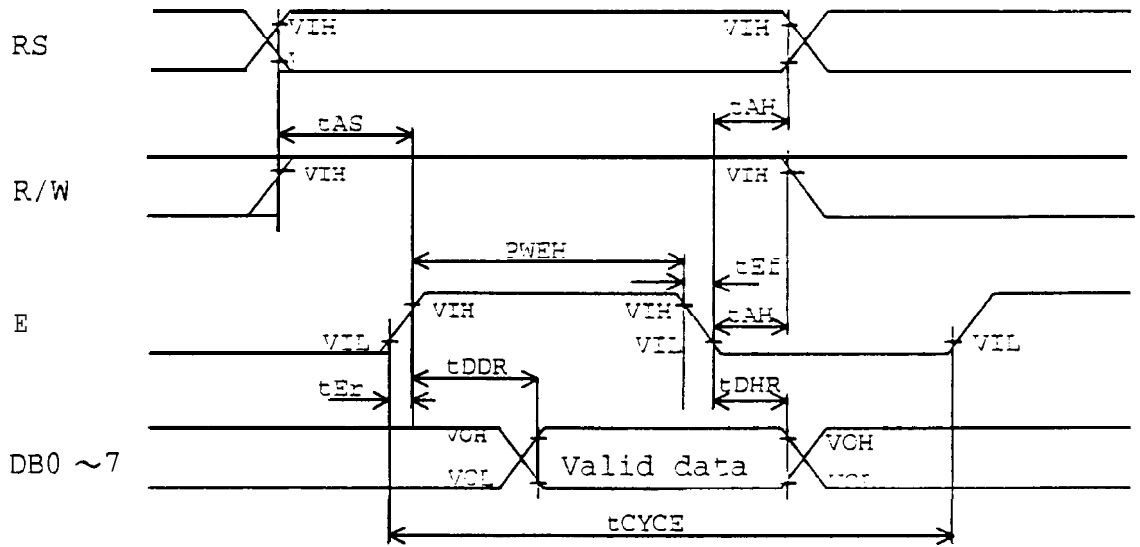 RS
VIH
VIH
tAS
tAH
R/W
VIH
VIH
PWEH
tEf
E
VIH
VIH
tAH
VIL
VIL
VIL
tDDR
tEr
tDHR
DB0 ~7
VOH
VOH
VOL
Valid data
VOL
tCYCE